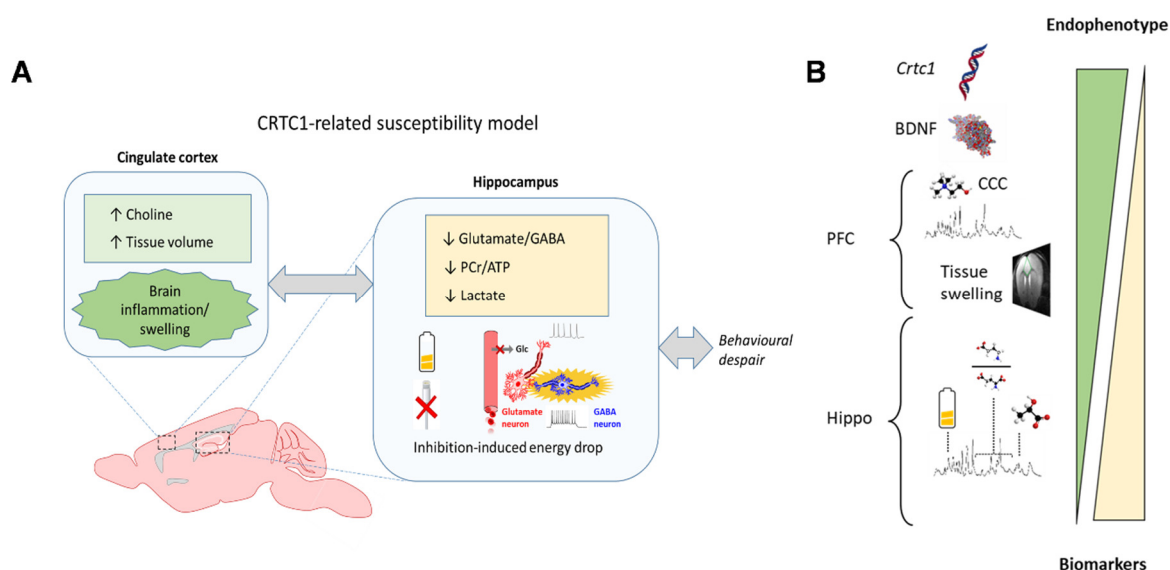 A
CRTC1-related susceptibility model
Cingulate cortex
↑ Choline
↑ Tissue volume
Brain
inflammation/
swelling
Hippocampus
↓ Glutamate/GABA
↓ PCr/ATP
↓ Lactate
Glc
Glutamate
neuron
GABA
neuron
Inhibition-induced energy drop
Behavioural
despair
B
Endophenotype
Crtc1
BDNF
CCC
PFC
Tissue
swelling
Hippo
Biomarkers